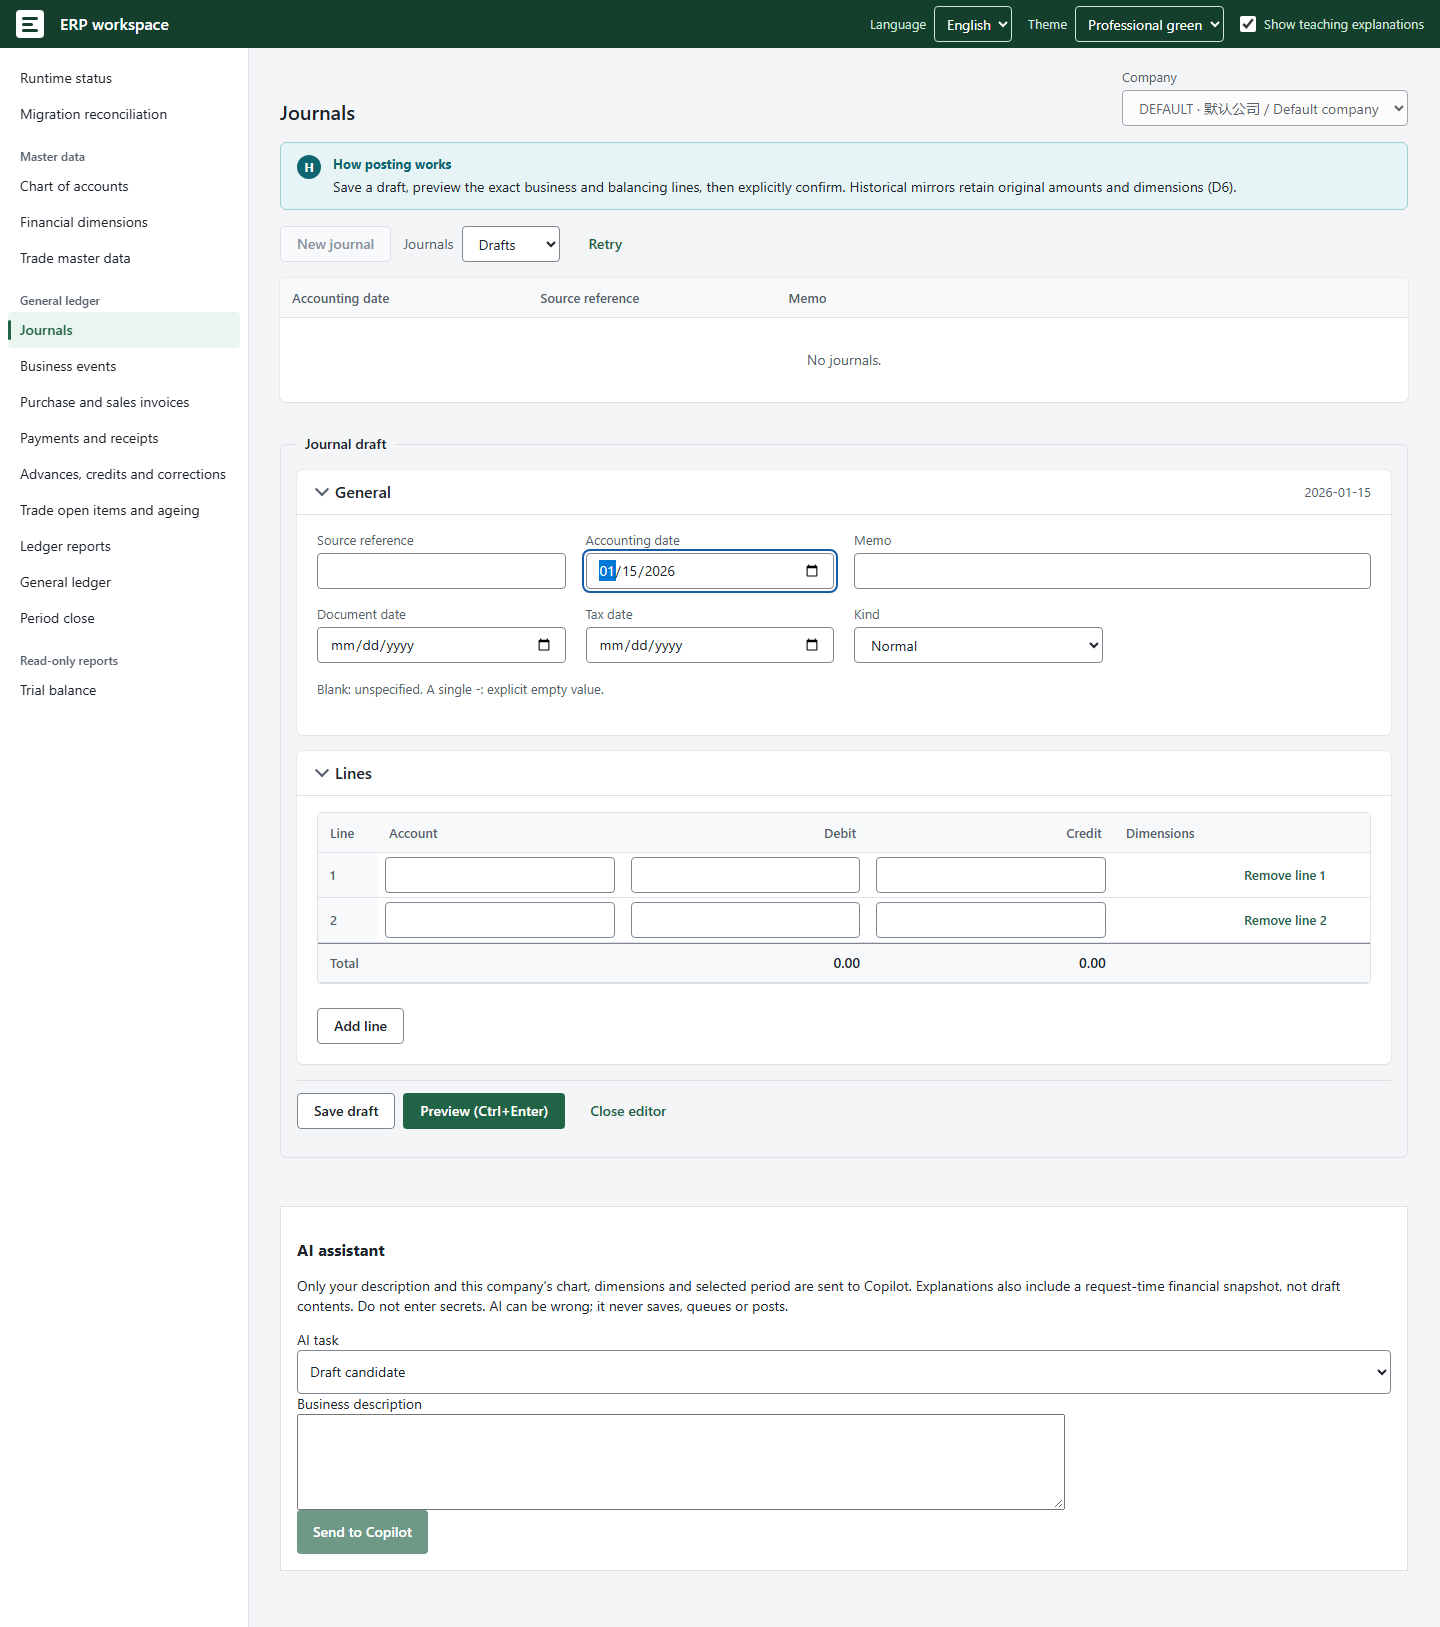 ERP workspace
Language English Theme Professional green Show teaching explanations
Runtime status
Migration reconciliation
Master data
Chart of accounts
Financial dimensions
Trade master data
General ledger
Journals
Business events
Purchase and sales invoices
Payments and receipts
Advances, credits and corrections
Trade open items and ageing
Ledger reports
General ledger
Period close
Read-only reports
Trial balance
Company
Journals
DEFAULT · 默认公司 / Default company
H
How posting works
Save a draft, preview the exact business and balancing lines, then explicitly confirm. Historical mirrors retain original amounts and dimensions (D6).
New journal Journals Drafts Retry
Accounting date Source reference Memo
No journals.
Journal draft
General 2026-01-15
Source reference Accounting date Memo
01/15/2026
Document date Tax date Kind
mm/dd/yyyy mm/dd/yyyy Normal
Blank: unspecified. A single -: explicit empty value.
Lines
Line Account Debit Credit Dimensions
1 Remove line 1
2 Remove line 2
Total 0.00 0.00
Add line
Save draft Preview (Ctrl+Enter) Close editor
AI assistant
Only your description and this company's chart, dimensions and selected period are sent to Copilot. Explanations also include a request-time financial snapshot, not draft
contents. Do not enter secrets. AI can be wrong; it never saves, queues or posts.
AI task
Draft candidate
Business description
Send to Copilot